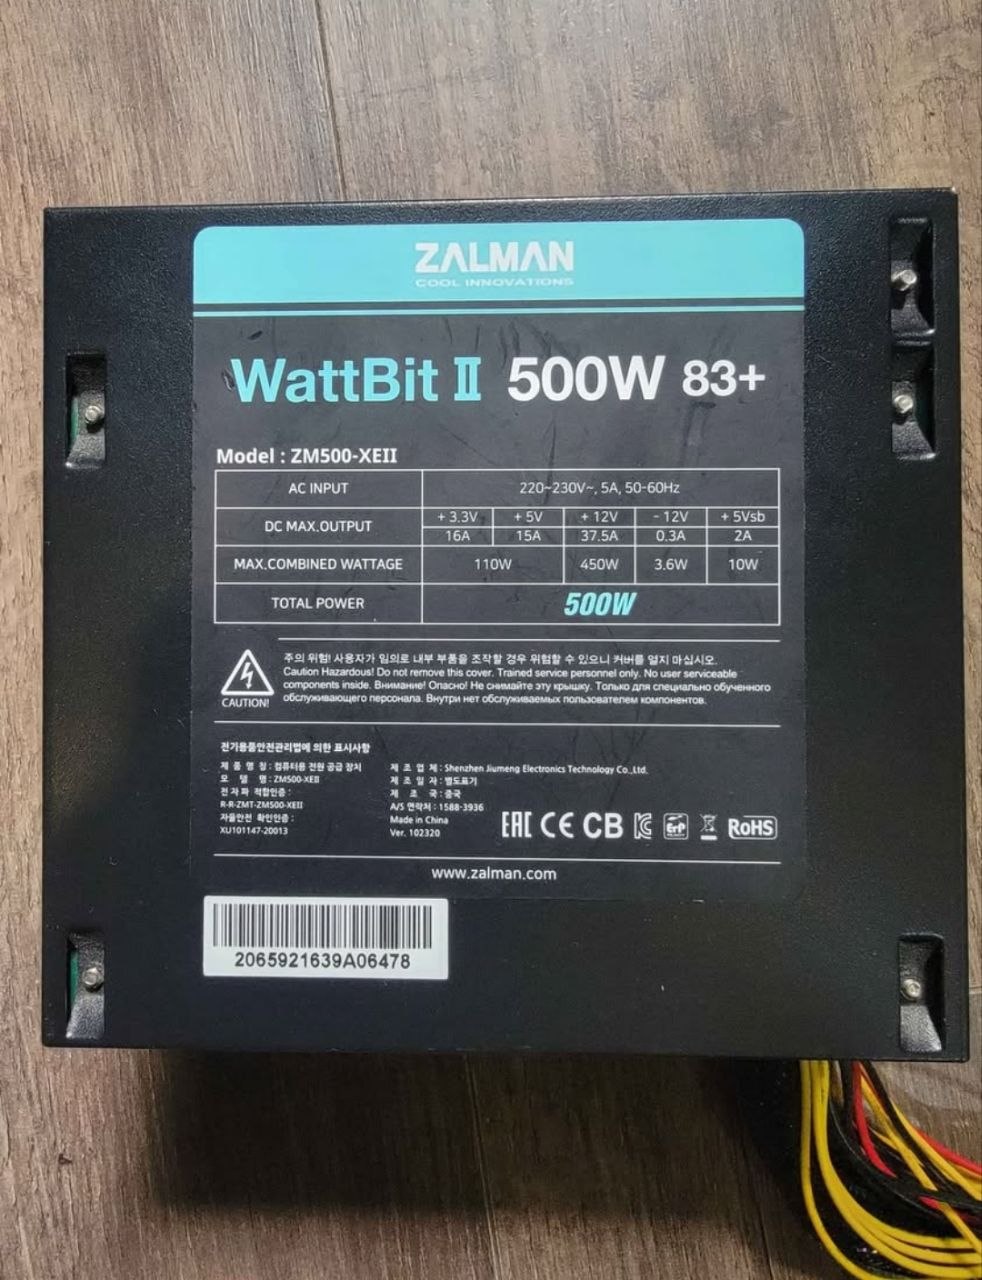 ZALMAN
COOL INNOVATIONS
WattBit II 500W 83+
Model : ZM500-XEII
AC INPUT 220~230V~, 5A, 50-60Hz
DC MAX.OUTPUT
+ 3.3V + 5V + 12V - 12V + 5Vsb
16A 15A 37.5A 0.3A 2A
MAX.COMBINED WATTAGE 110W 450W 3.6W 10W
TOTAL POWER 500W
주의 위험! 사용자가 임의로 내부 부품을 조작할 경우 위험할 수 있으니 커버를 열지 마십시오.
Caution Hazardous! Do not remove this cover. Trained service personnel only. No user serviceable
components inside. Внимание! Опасно! Не снимайте эту крышку. Только для специально обученного
обслуживающего персонала. Внутри нет обслуживаемых пользователем компонентов.
CAUTION!
전기용품안전관리법에 의한 표시사항
제 품 명 칭 : 컴퓨터용 전원 공급 장치
모 델 명 : ZM500-XEII
전 자 파 적합인증 :
R-R-ZMT-ZM500-XEII
자율안전 확인인증 :
XU101147-20013
제 조 업 체 : Shenzhen Jiumeng Electronics Technology Co.,Ltd.
제 조 일 자 : 별도표기
제 조 국 : 중국
A/S 연락처 : 1588-3936
Made in China
Ver. 102320
EAC CE CB KC ErP RoHS
www.zalman.com
2065921639A06478